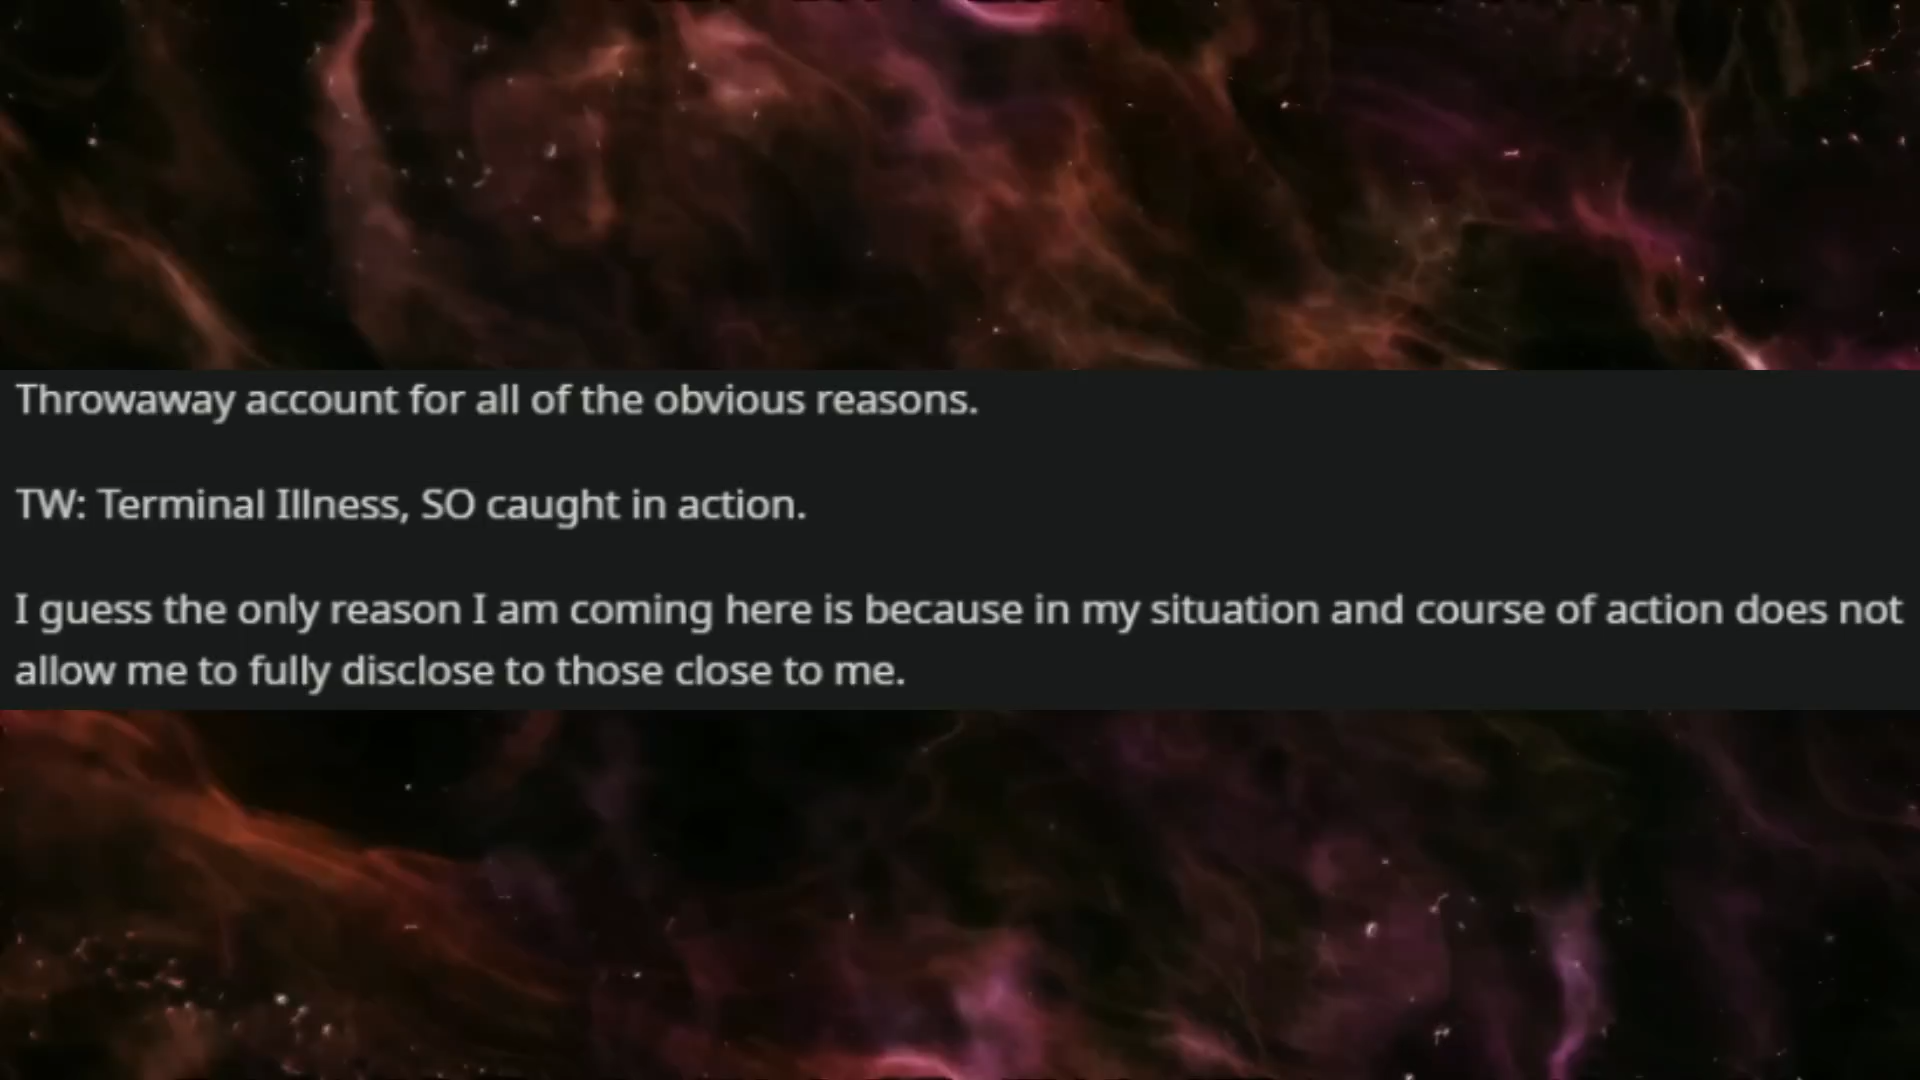 Throwaway account for all of the obvious reasons.
TW: Terminal Illness, SO caught in action.
I guess the only reason I am coming here is because in my situation and course of action does not
allow me to fully disclose to those close to me.